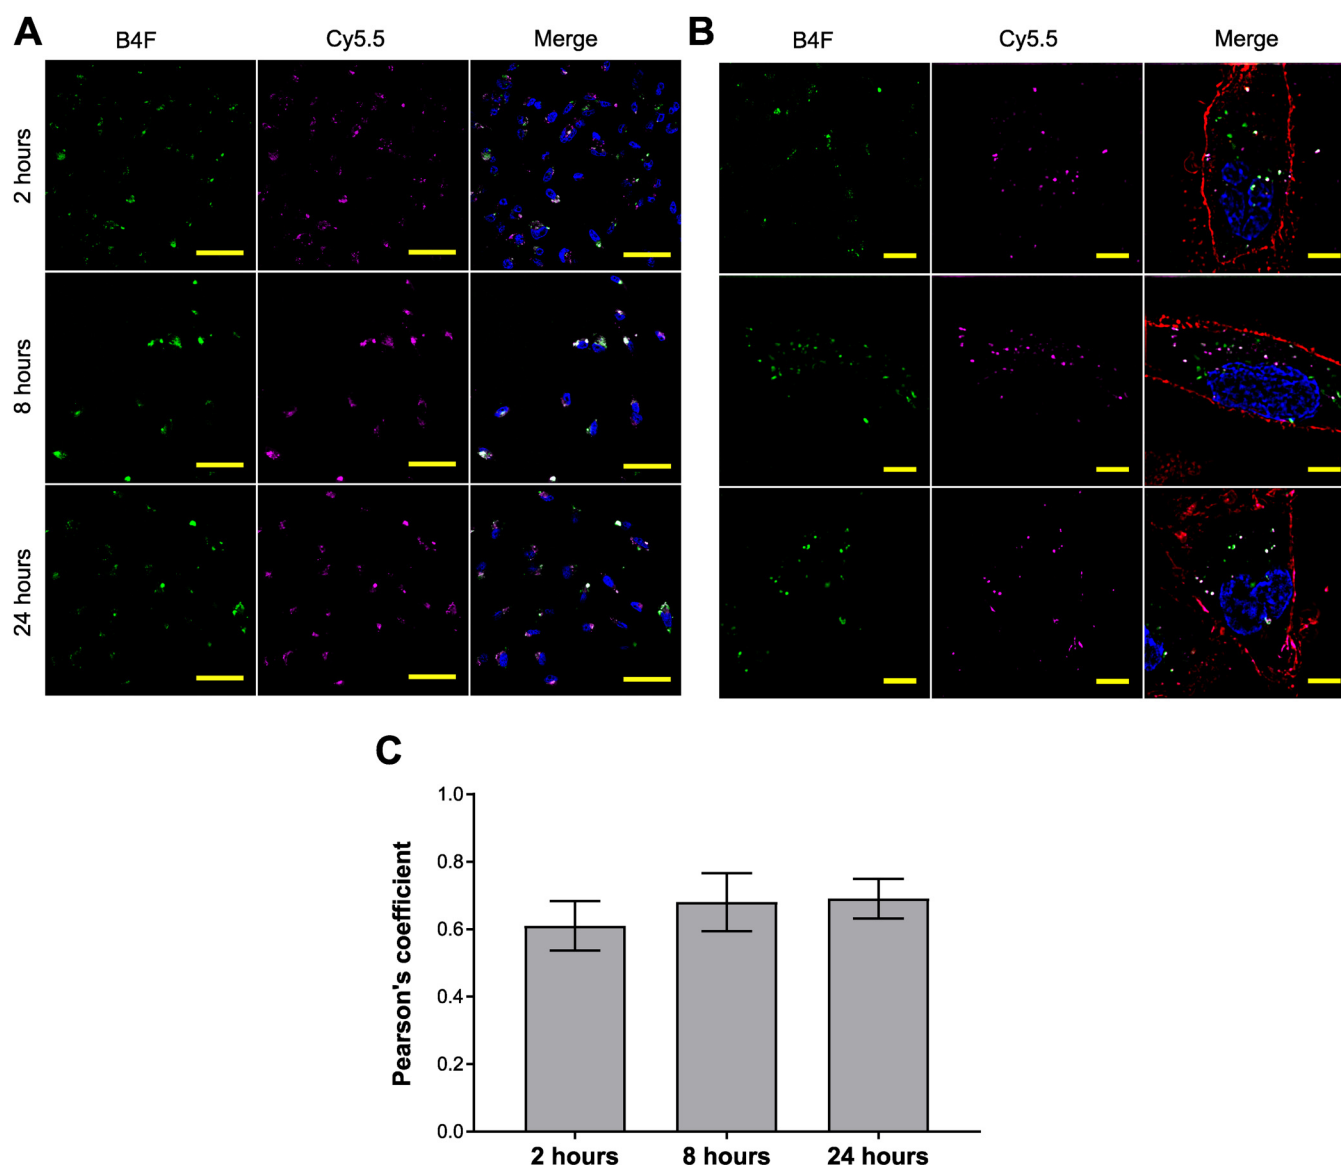 A
B4F Cy5.5 Merge
2 hours
8 hours
24 hours
B
B4F Cy5.5 Merge
C
Pearson's coefficient
1.0
0.8
0.6
0.4
0.2
0.0
2 hours 8 hours 24 hours